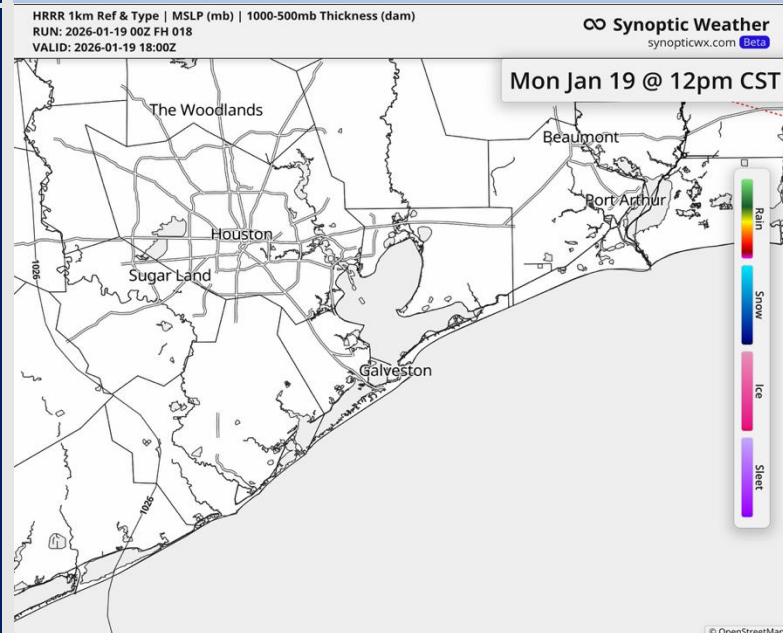 HRRR 1km Ref & Type | MSLP (mb) | 1000-500mb Thickness (dam)
RUN: 2026-01-19 00Z FH 018
VALID: 2026-01-19 18:00Z
Synoptic Weather
synopticwx.com Beta
Mon Jan 19 @ 12pm CST
The Woodlands
Beaumont
Port Arthur
Houston
Sugar Land
1026
Galveston
1026
Rain
Snow
Ice
Sleet
© OpenStreetMap